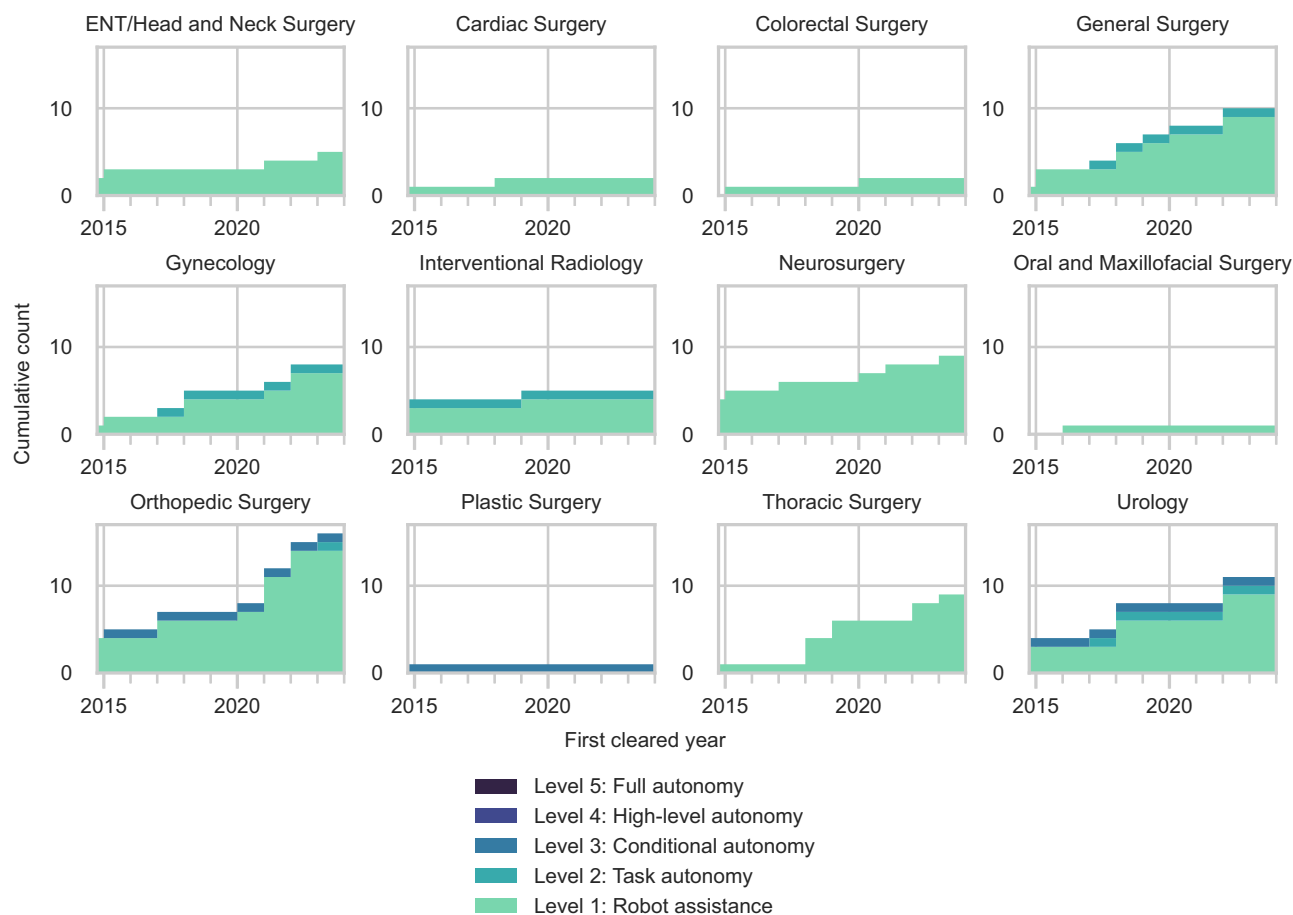 ENT/Head and Neck Surgery
Cardiac Surgery
Colorectal Surgery
General Surgery
10
0
2015
2020
10
0
2015
2020
10
0
2015
2020
10
0
2015
2020
Cumulative count
Gynecology
Interventional Radiology
Neurosurgery
Oral and Maxillofacial Surgery
10
0
2015
2020
10
0
2015
2020
10
0
2015
2020
10
0
2015
2020
Orthopedic Surgery
Plastic Surgery
Thoracic Surgery
Urology
10
0
2015
2020
10
0
2015
2020
10
0
2015
2020
10
0
2015
2020
First cleared year
Level 5: Full autonomy
Level 4: High-level autonomy
Level 3: Conditional autonomy
Level 2: Task autonomy
Level 1: Robot assistance